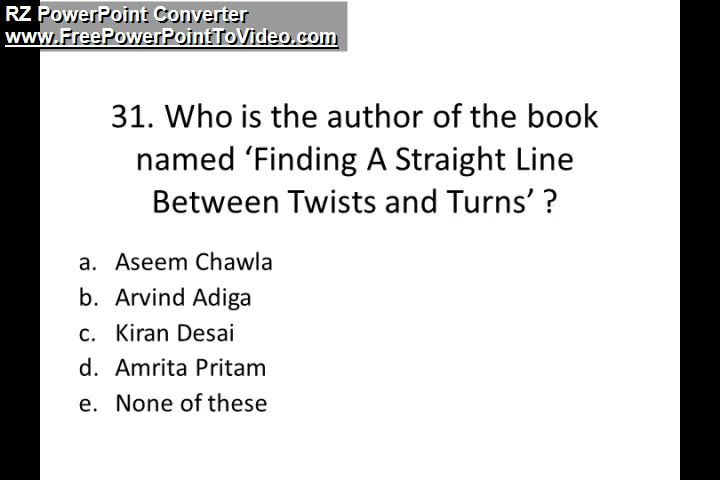 RZ PowerPoint Converter
www.FreePowerPointToVideo.com
31. Who is the author of the book
named ‘Finding A Straight Line
Between Twists and Turns’ ?
a. Aseem Chawla
b. Arvind Adiga
c. Kiran Desai
d. Amrita Pritam
e. None of these